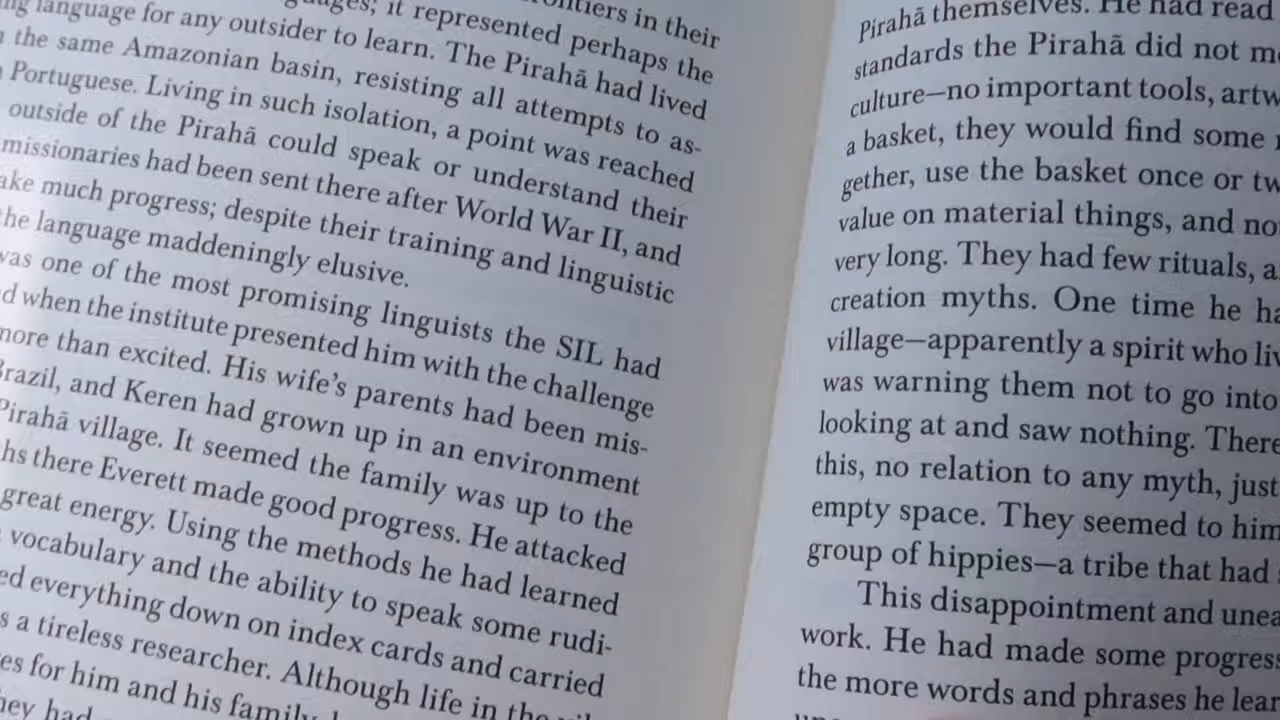 in their
it represented perhaps the
language for any outsider to learn. The Pirahã had lived
the same Amazonian basin, resisting all attempts to as-
Portuguese. Living in such isolation, a point was reached
outside of the Pirahã could speak or understand their
missionaries had been sent there after World War II, and
ake much progress; despite their training and linguistic
the language maddeningly elusive.
was one of the most promising linguists the SIL had
d when the institute presented him with the challenge
more than excited. His wife’s parents had been mis-
Brazil, and Keren had grown up in an environment
Pirahã village. It seemed the family was up to the
hs there Everett made good progress. He attacked
great energy. Using the methods he had learned
vocabulary and the ability to speak some rudi-
ed everything down on index cards and carried
s a tireless researcher. Although life in the
es for him and his family
hey had
Pirahã themselves. He had read
standards the Pirahã did not m
culture—no important tools, artw
a basket, they would find some
gether, use the basket once or tw
value on material things, and no
very long. They had few rituals, a
creation myths. One time he ha
village—apparently a spirit who liv
was warning them not to go into
looking at and saw nothing. There
this, no relation to any myth, just
empty space. They seemed to him
group of hippies—a tribe that had
This disappointment and unea
work. He had made some progress
the more words and phrases he lear